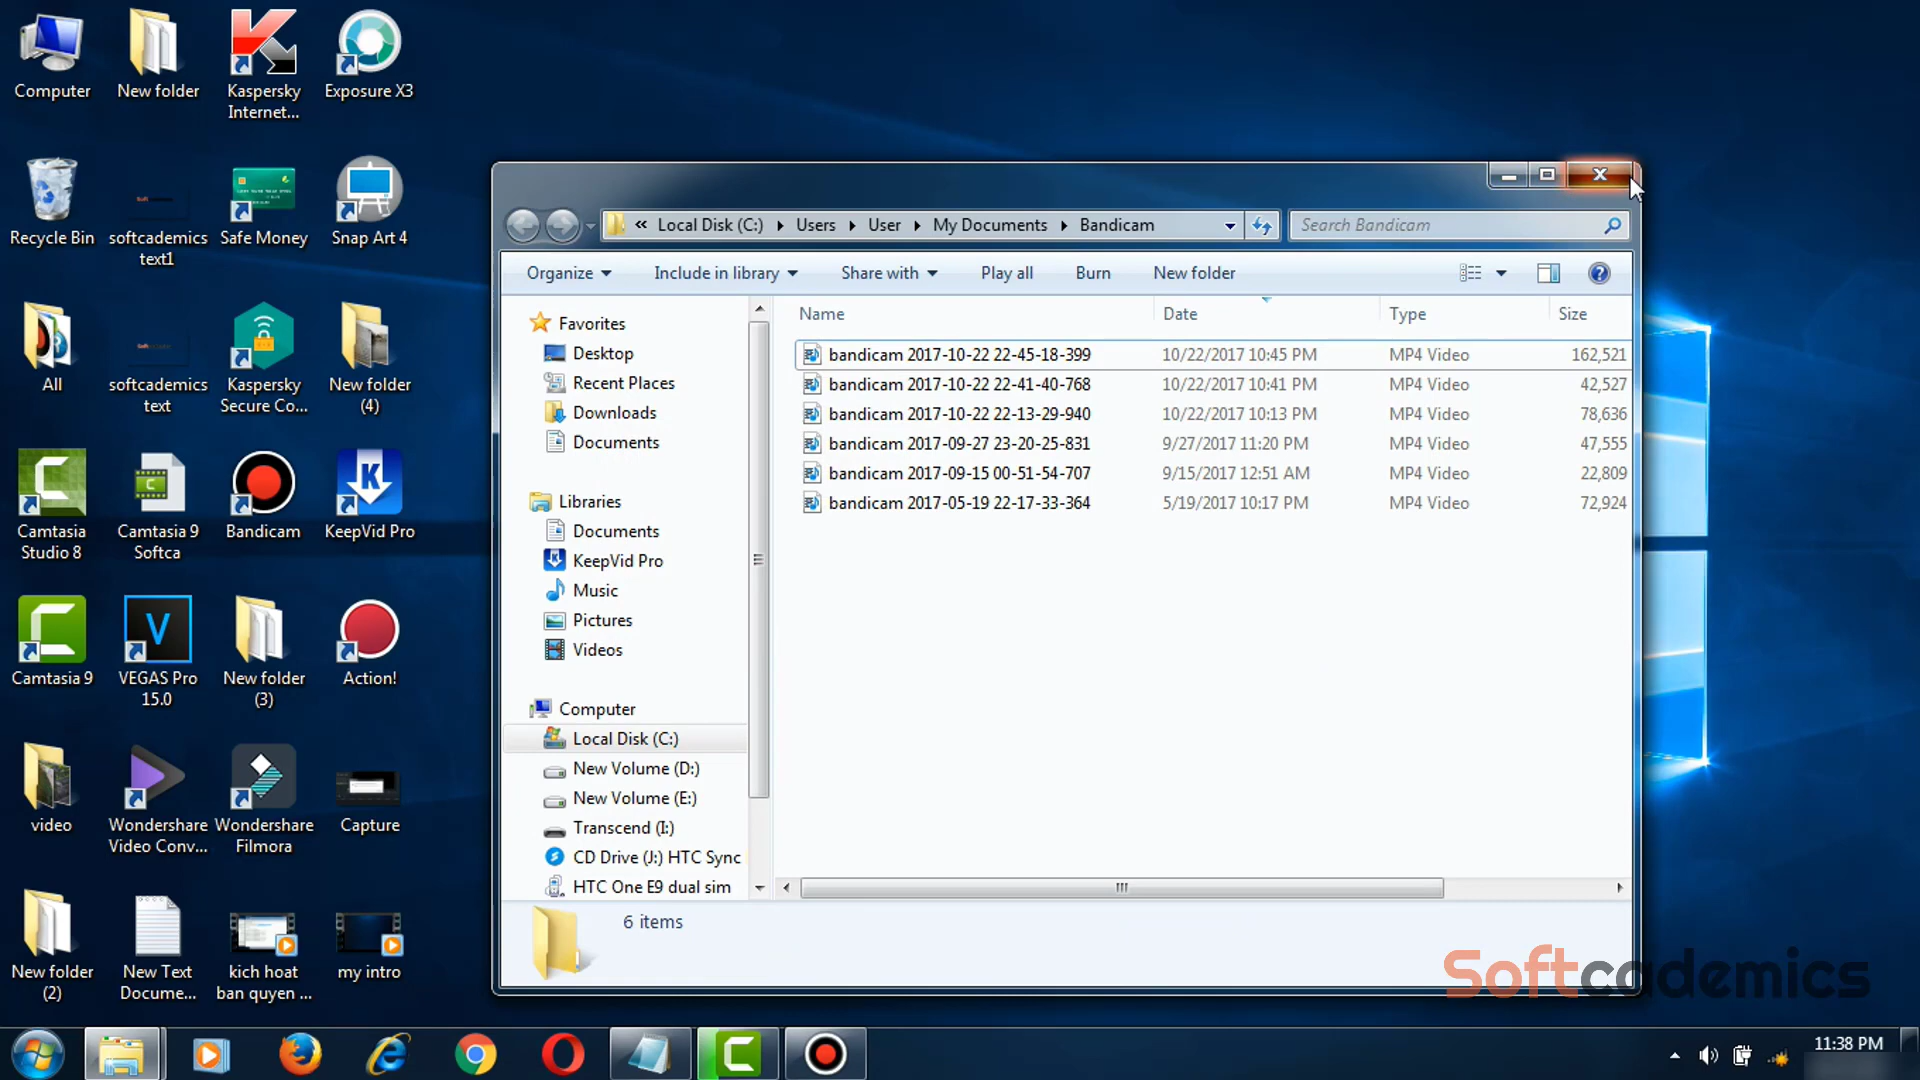 Computer
New folder
Kaspersky
Internet...
Exposure X3
Recycle Bin
softcademics
text1
Safe Money
Snap Art 4
All
softcademics
text
Kaspersky
Secure Co...
New folder
(4)
Camtasia
Studio 8
Camtasia 9
Softca
Bandicam
KeepVid Pro
Camtasia 9
VEGAS Pro
15.0
New folder
(3)
Action!
video
Wondershare
Video Conv...
Wondershare
Filmora
Capture
New folder
(2)
New Text
Docume...
kich hoat
ban quyen ...
my intro
« Local Disk (C:) Users User My Documents Bandicam
Search Bandicam
Organize Include in library Share with Play all Burn New folder
Favorites
Desktop
Recent Places
Downloads
Documents
Libraries
Documents
KeepVid Pro
Music
Pictures
Videos
Computer
Local Disk (C:)
New Volume (D:)
New Volume (E:)
Transcend (I:)
CD Drive (J:) HTC Sync
HTC One E9 dual sim
Name Date Type Size
bandicam 2017-10-22 22-45-18-399 10/22/2017 10:45 PM MP4 Video 162,521
bandicam 2017-10-22 22-41-40-768 10/22/2017 10:41 PM MP4 Video 42,527
bandicam 2017-10-22 22-13-29-940 10/22/2017 10:13 PM MP4 Video 78,636
bandicam 2017-09-27 23-20-25-831 9/27/2017 11:20 PM MP4 Video 47,555
bandicam 2017-09-15 00-51-54-707 9/15/2017 12:51 AM MP4 Video 22,809
bandicam 2017-05-19 22-17-33-364 5/19/2017 10:17 PM MP4 Video 72,924
6 items
Softcademics
11:38 PM